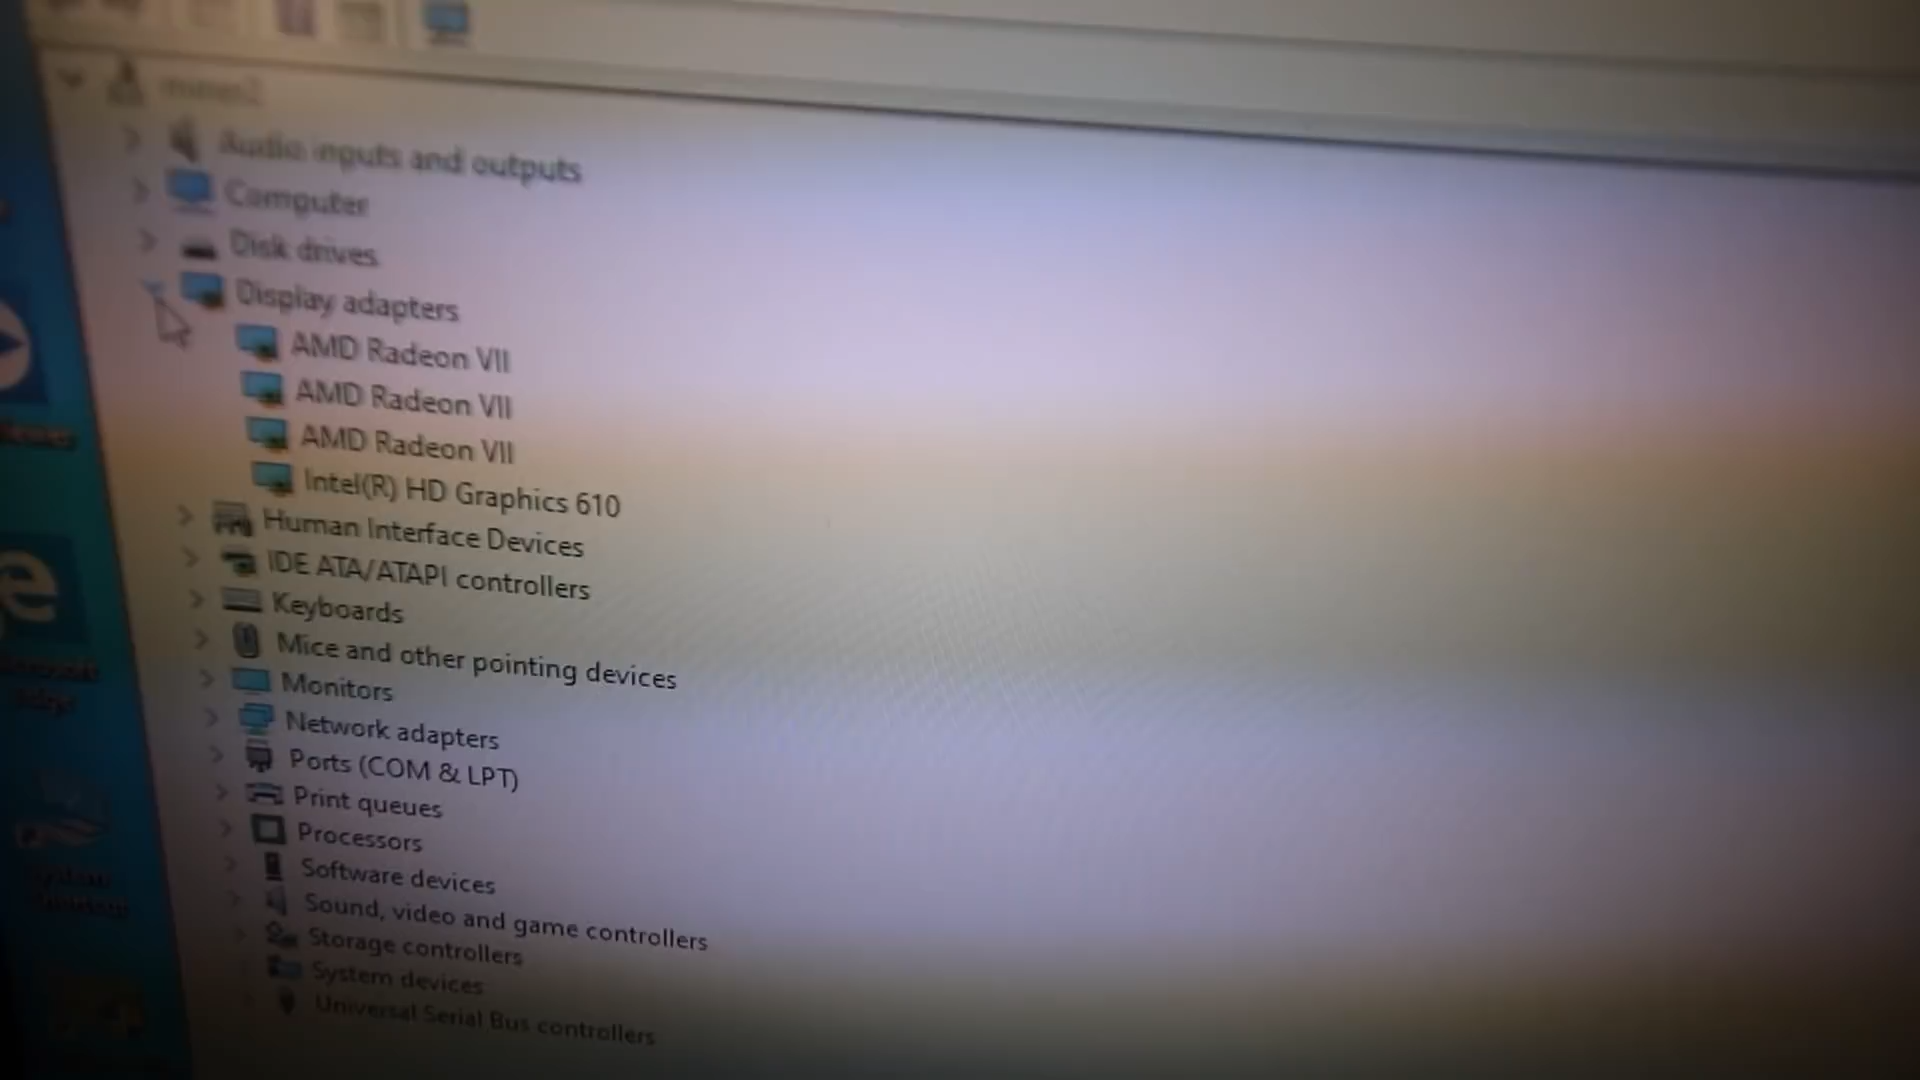 miner2
Audio inputs and outputs
Computer
Disk drives
Display adapters
AMD Radeon VII
AMD Radeon VII
AMD Radeon VII
Intel(R) HD Graphics 610
Human Interface Devices
IDE ATA/ATAPI controllers
Keyboards
Mice and other pointing devices
Monitors
Network adapters
Ports (COM & LPT)
Print queues
Processors
Software devices
Sound, video and game controllers
Storage controllers
System devices
Universal Serial Bus controllers